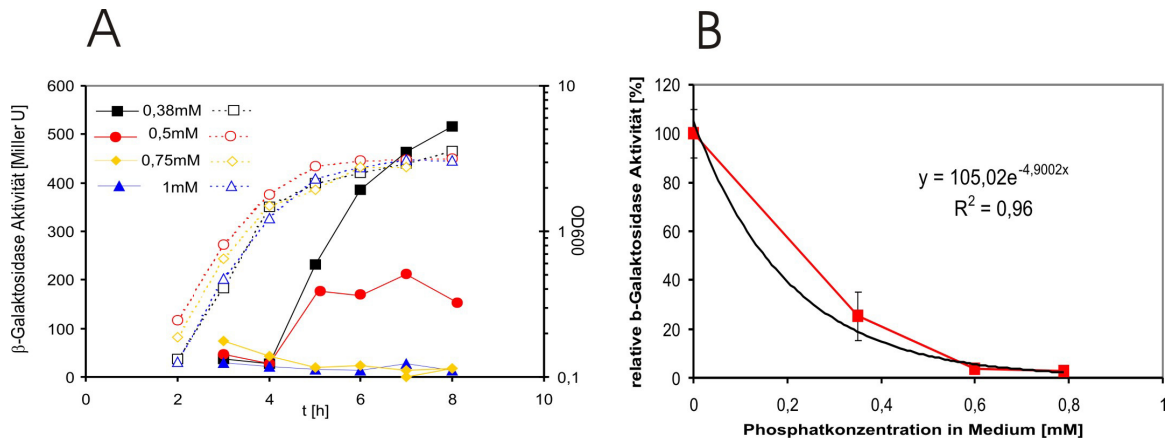 A
β-Galaktosidase Aktivität [Miller U]
600
500
400
300
200
100
0
0,38mM
0,5mM
0,75mM
1mM
10
1
0,1
OD600
0 2 4 6 8 10
t [h]
B
relative b-Galaktosidase Aktivität [%]
120
100
80
60
40
20
0
y = 105,02e^-4,9002x
R² = 0,96
0 0,2 0,4 0,6 0,8 1
Phosphatkonzentration in Medium [mM]